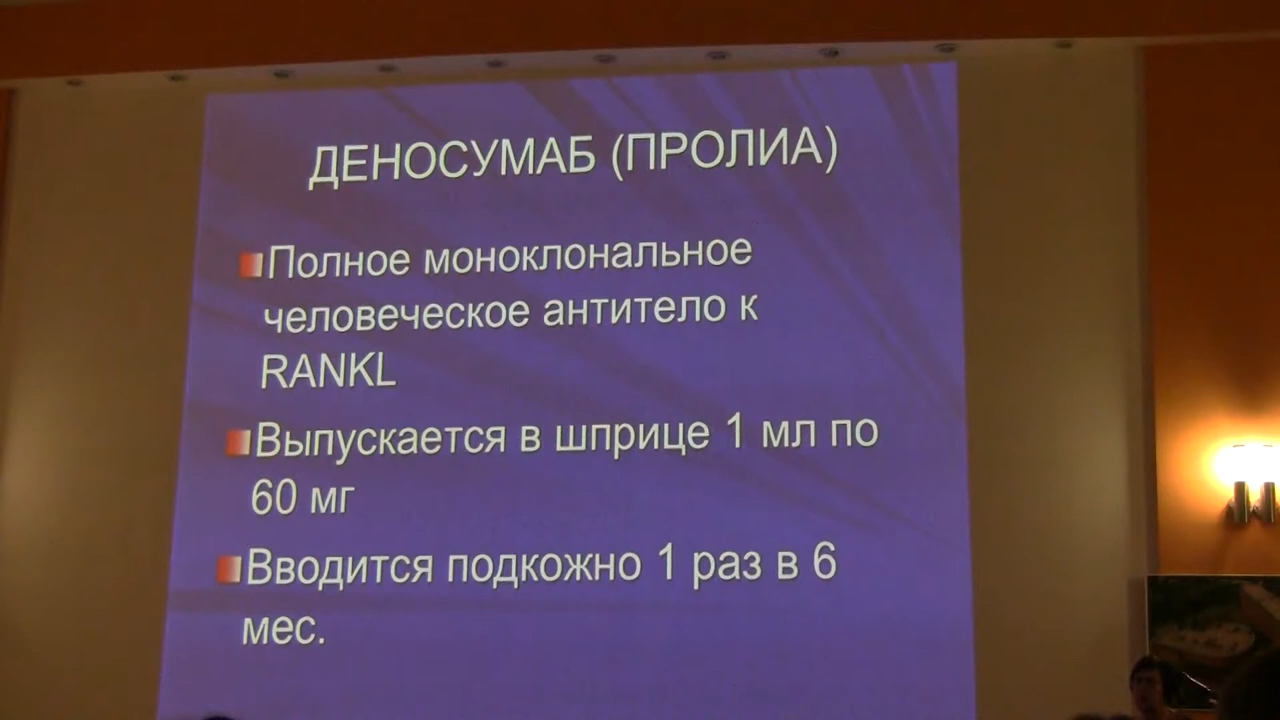 ДЕНОСУМАБ (ПРОЛИА)
Полное моноклональное
человеческое антитело к
RANKL
Выпускается в шприце 1 мл по
60 мг
Вводится подкожно 1 раз в 6
мес.